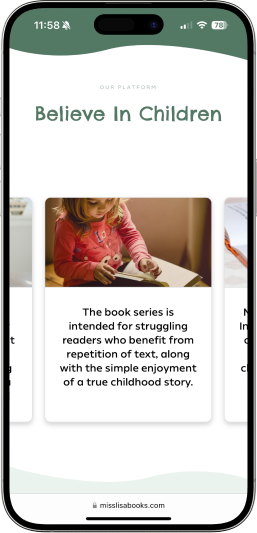 11:58
78
OUR PLATFORM
Believe In Children
The book series is
intended for struggling
readers who benefit from
repetition of text, along
with the simple enjoyment
of a true childhood story.
misslisabooks.com